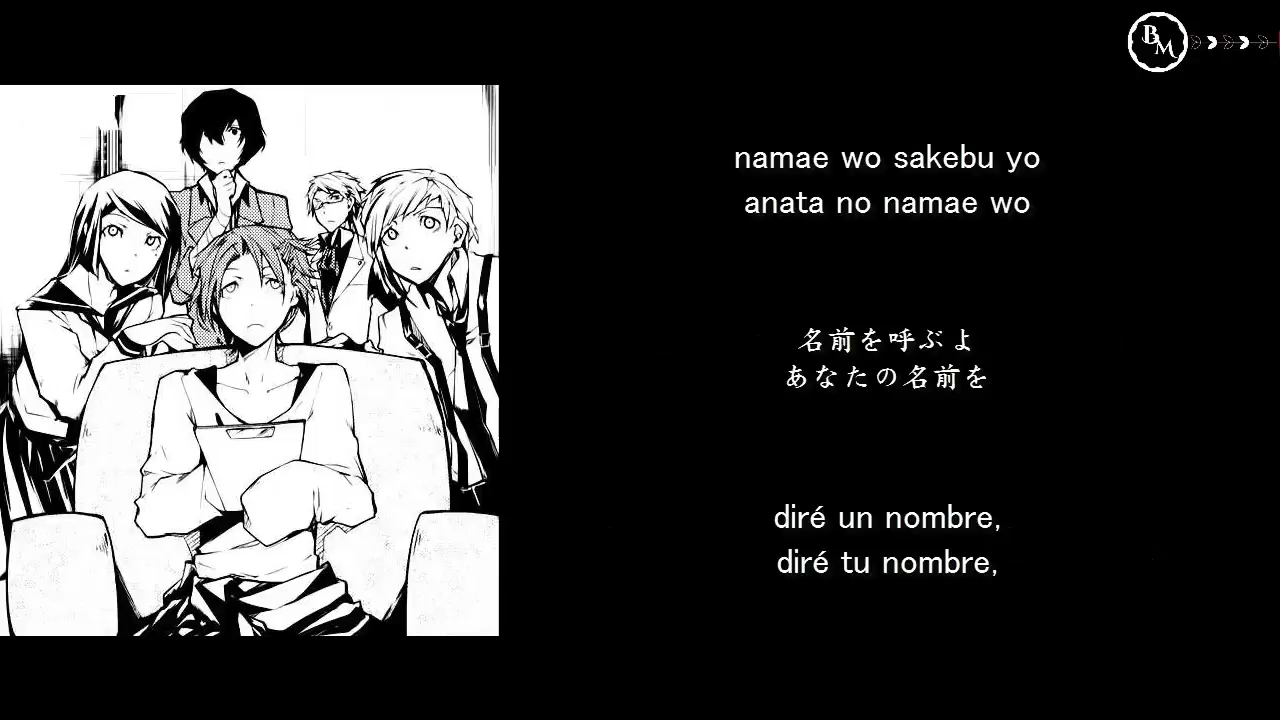 BM
namae wo sakebu yo
anata no namae wo
名前を呼ぶよ
あなたの名前を
diré un nombre,
diré tu nombre,